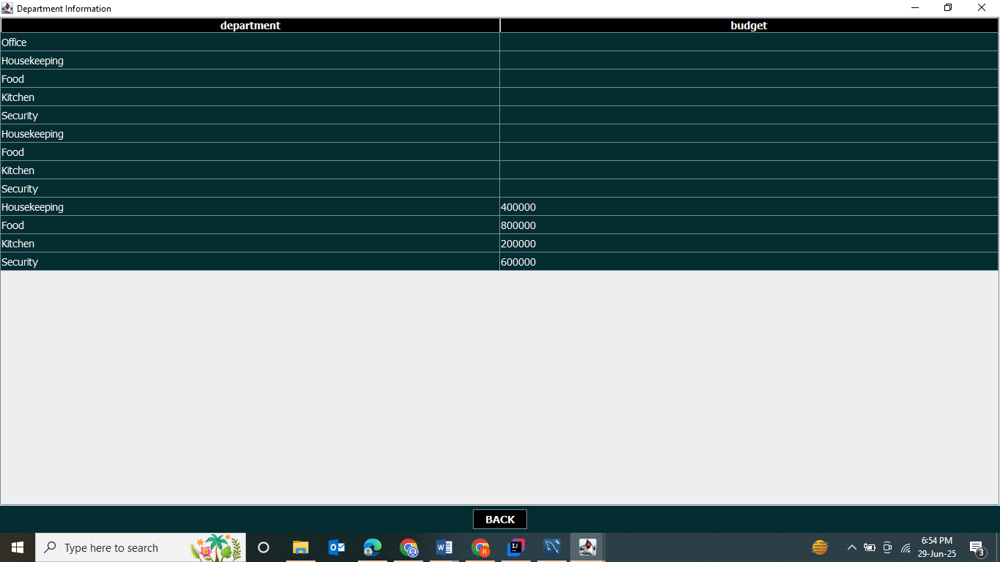 Department Information
department budget
Office
Housekeeping
Food
Kitchen
Security
Housekeeping
Food
Kitchen
Security
Housekeeping 400000
Food 800000
Kitchen 200000
Security 600000
BACK
Type here to search
6:54 PM
29-Jun-25
3